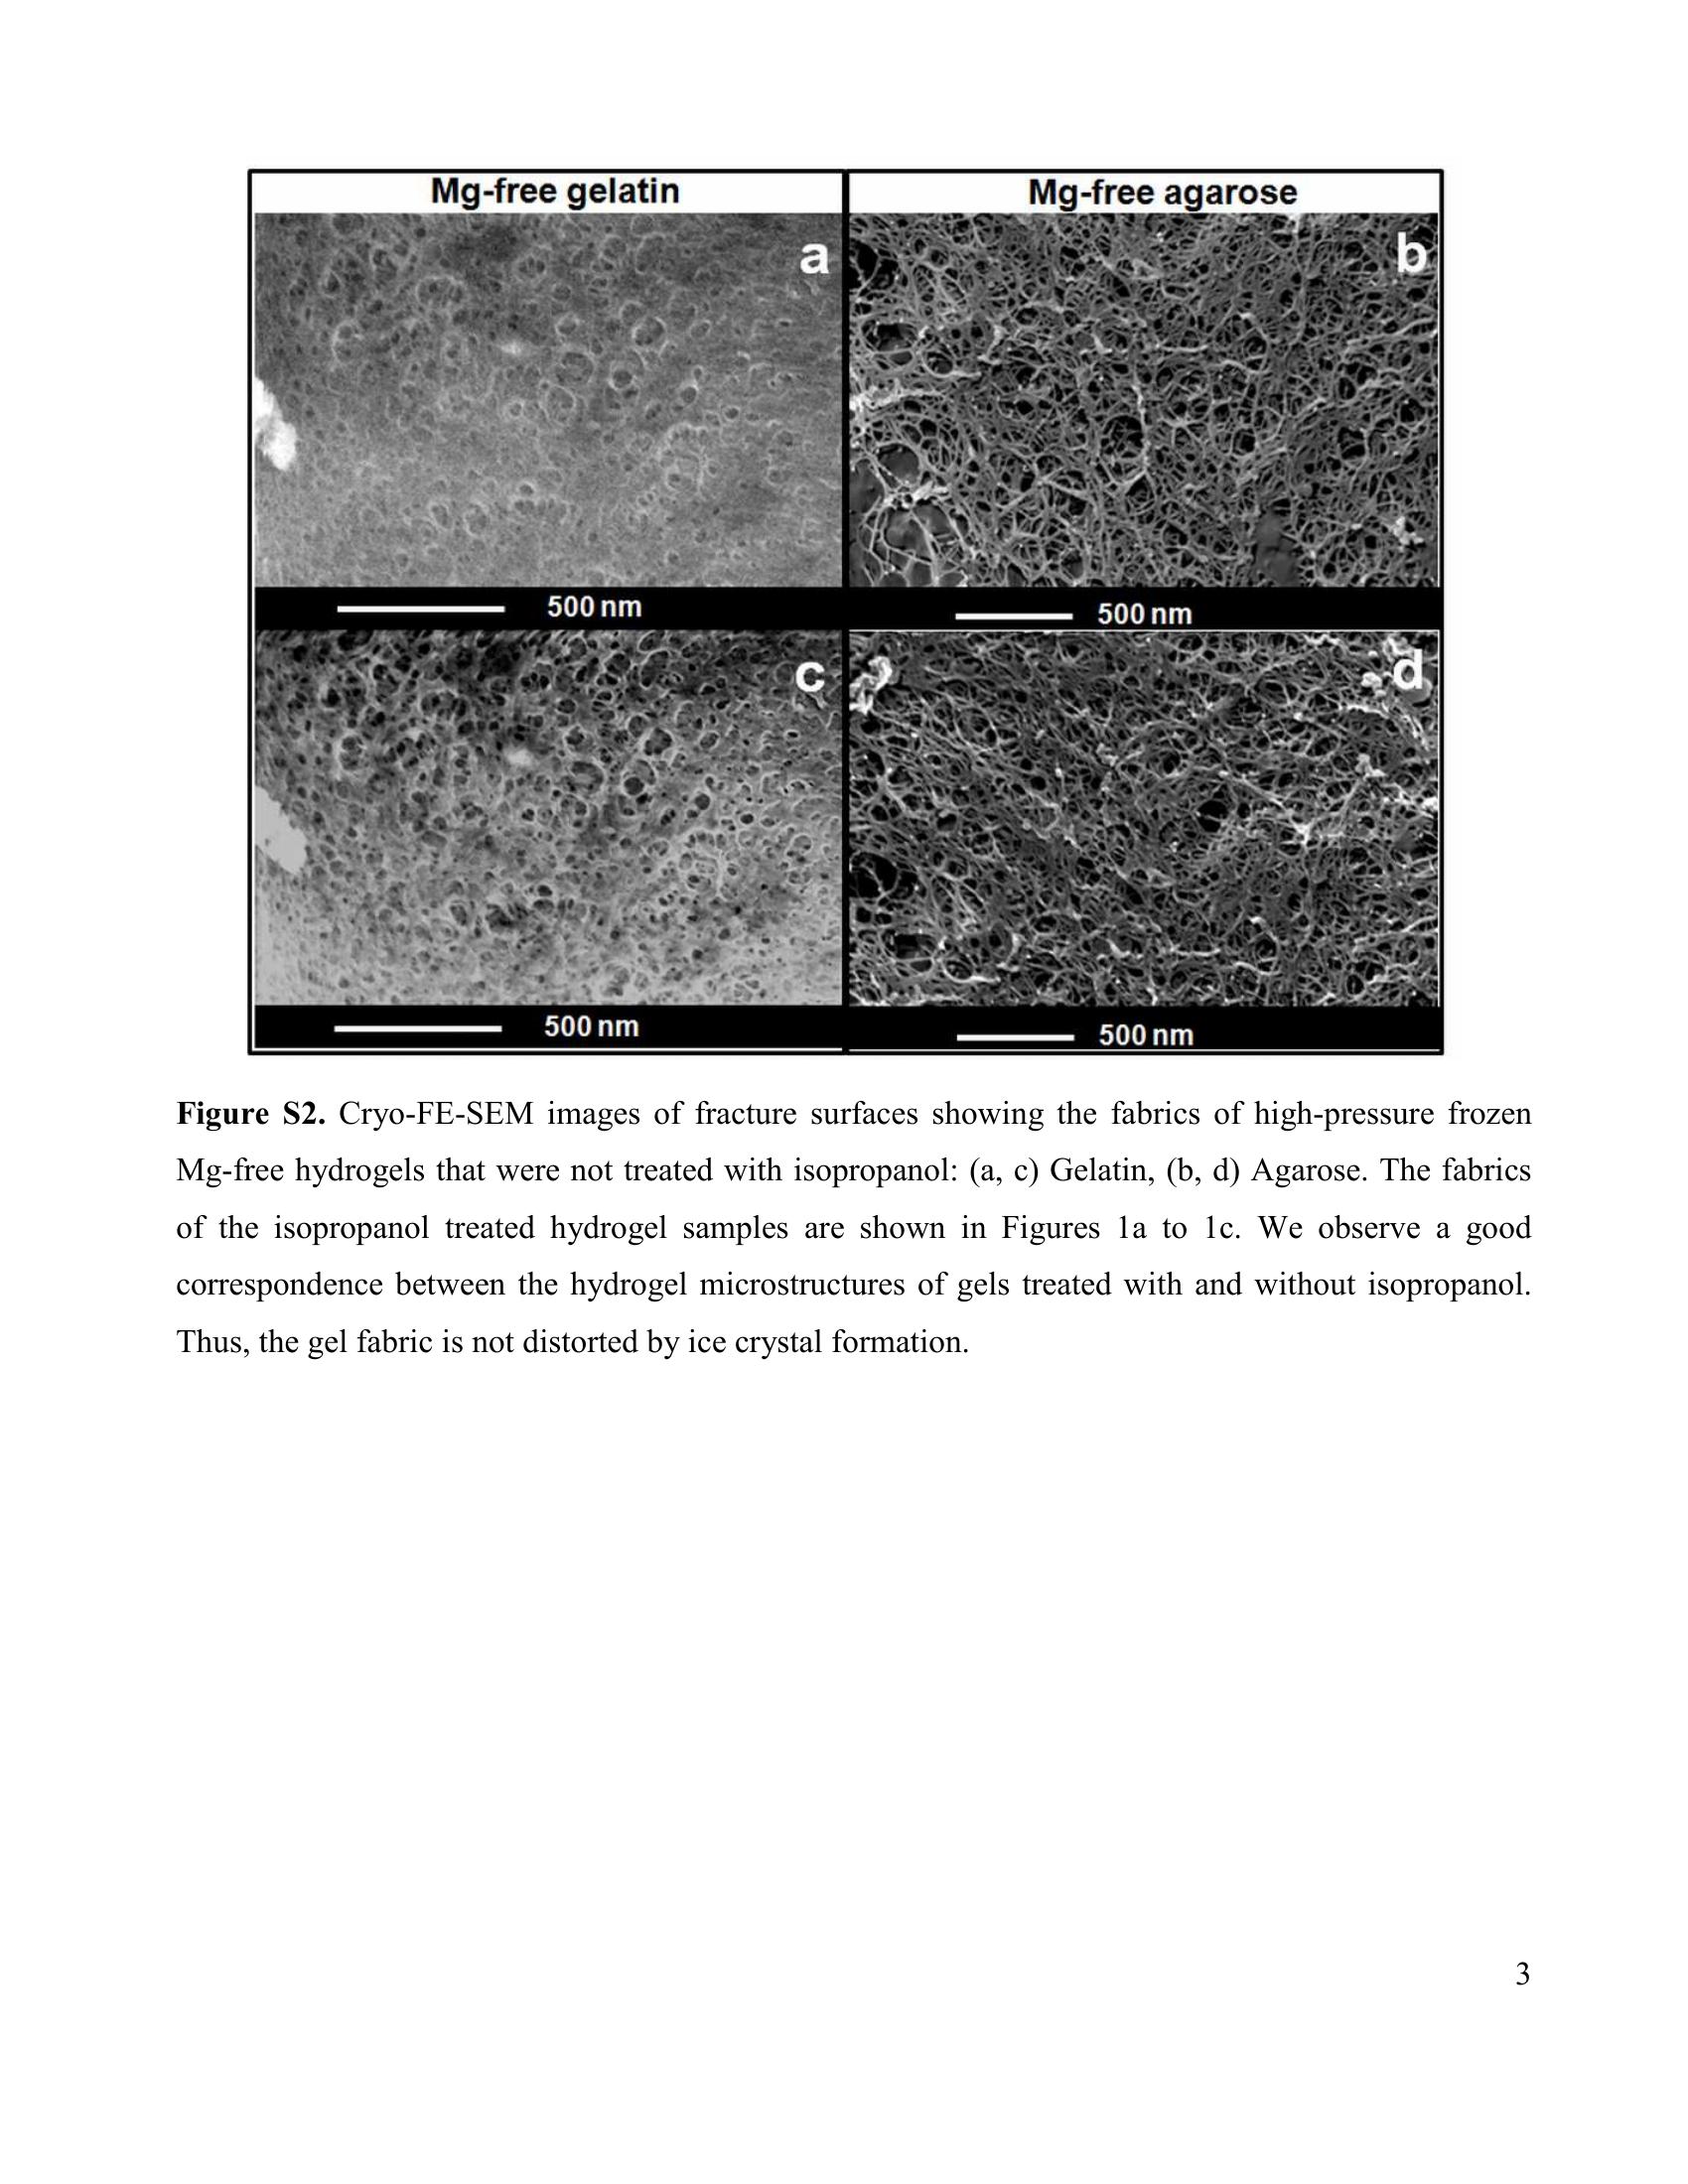 Mg-free gelatin
Mg-free agarose
a
b
500 nm
500 nm
c
d
500 nm
500 nm
Figure S2. Cryo-FE-SEM images of fracture surfaces showing the fabrics of high-pressure frozen
Mg-free hydrogels that were not treated with isopropanol: (a, c) Gelatin, (b, d) Agarose. The fabrics
of the isopropanol treated hydrogel samples are shown in Figures 1a to 1c. We observe a good
correspondence between the hydrogel microstructures of gels treated with and without isopropanol.
Thus, the gel fabric is not distorted by ice crystal formation.
3